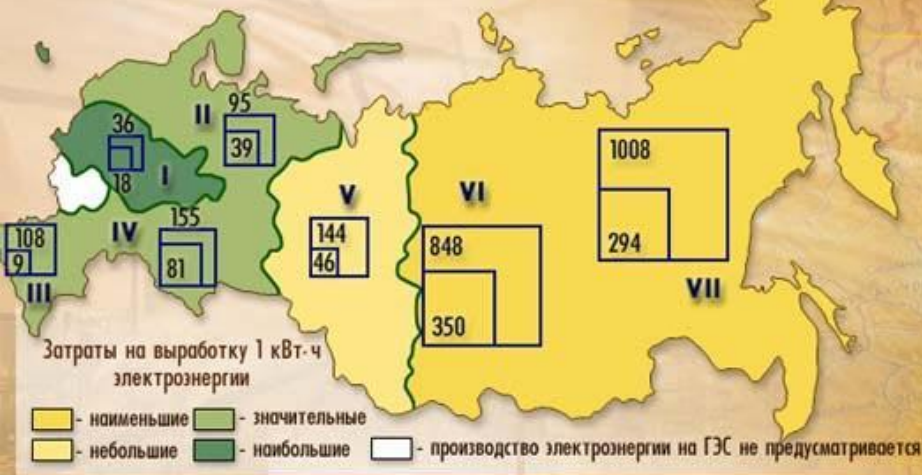 95
II
36
39
18
I
V
VI
1008
IV
155
144
46
848
294
108
9
81
III
VII
350
Затраты на выработку 1 кВт·ч
электроэнергии
- наименьшие - значительные
- небольшие - наибольшие - производство электроэнергии на ГЭС не предусматривается